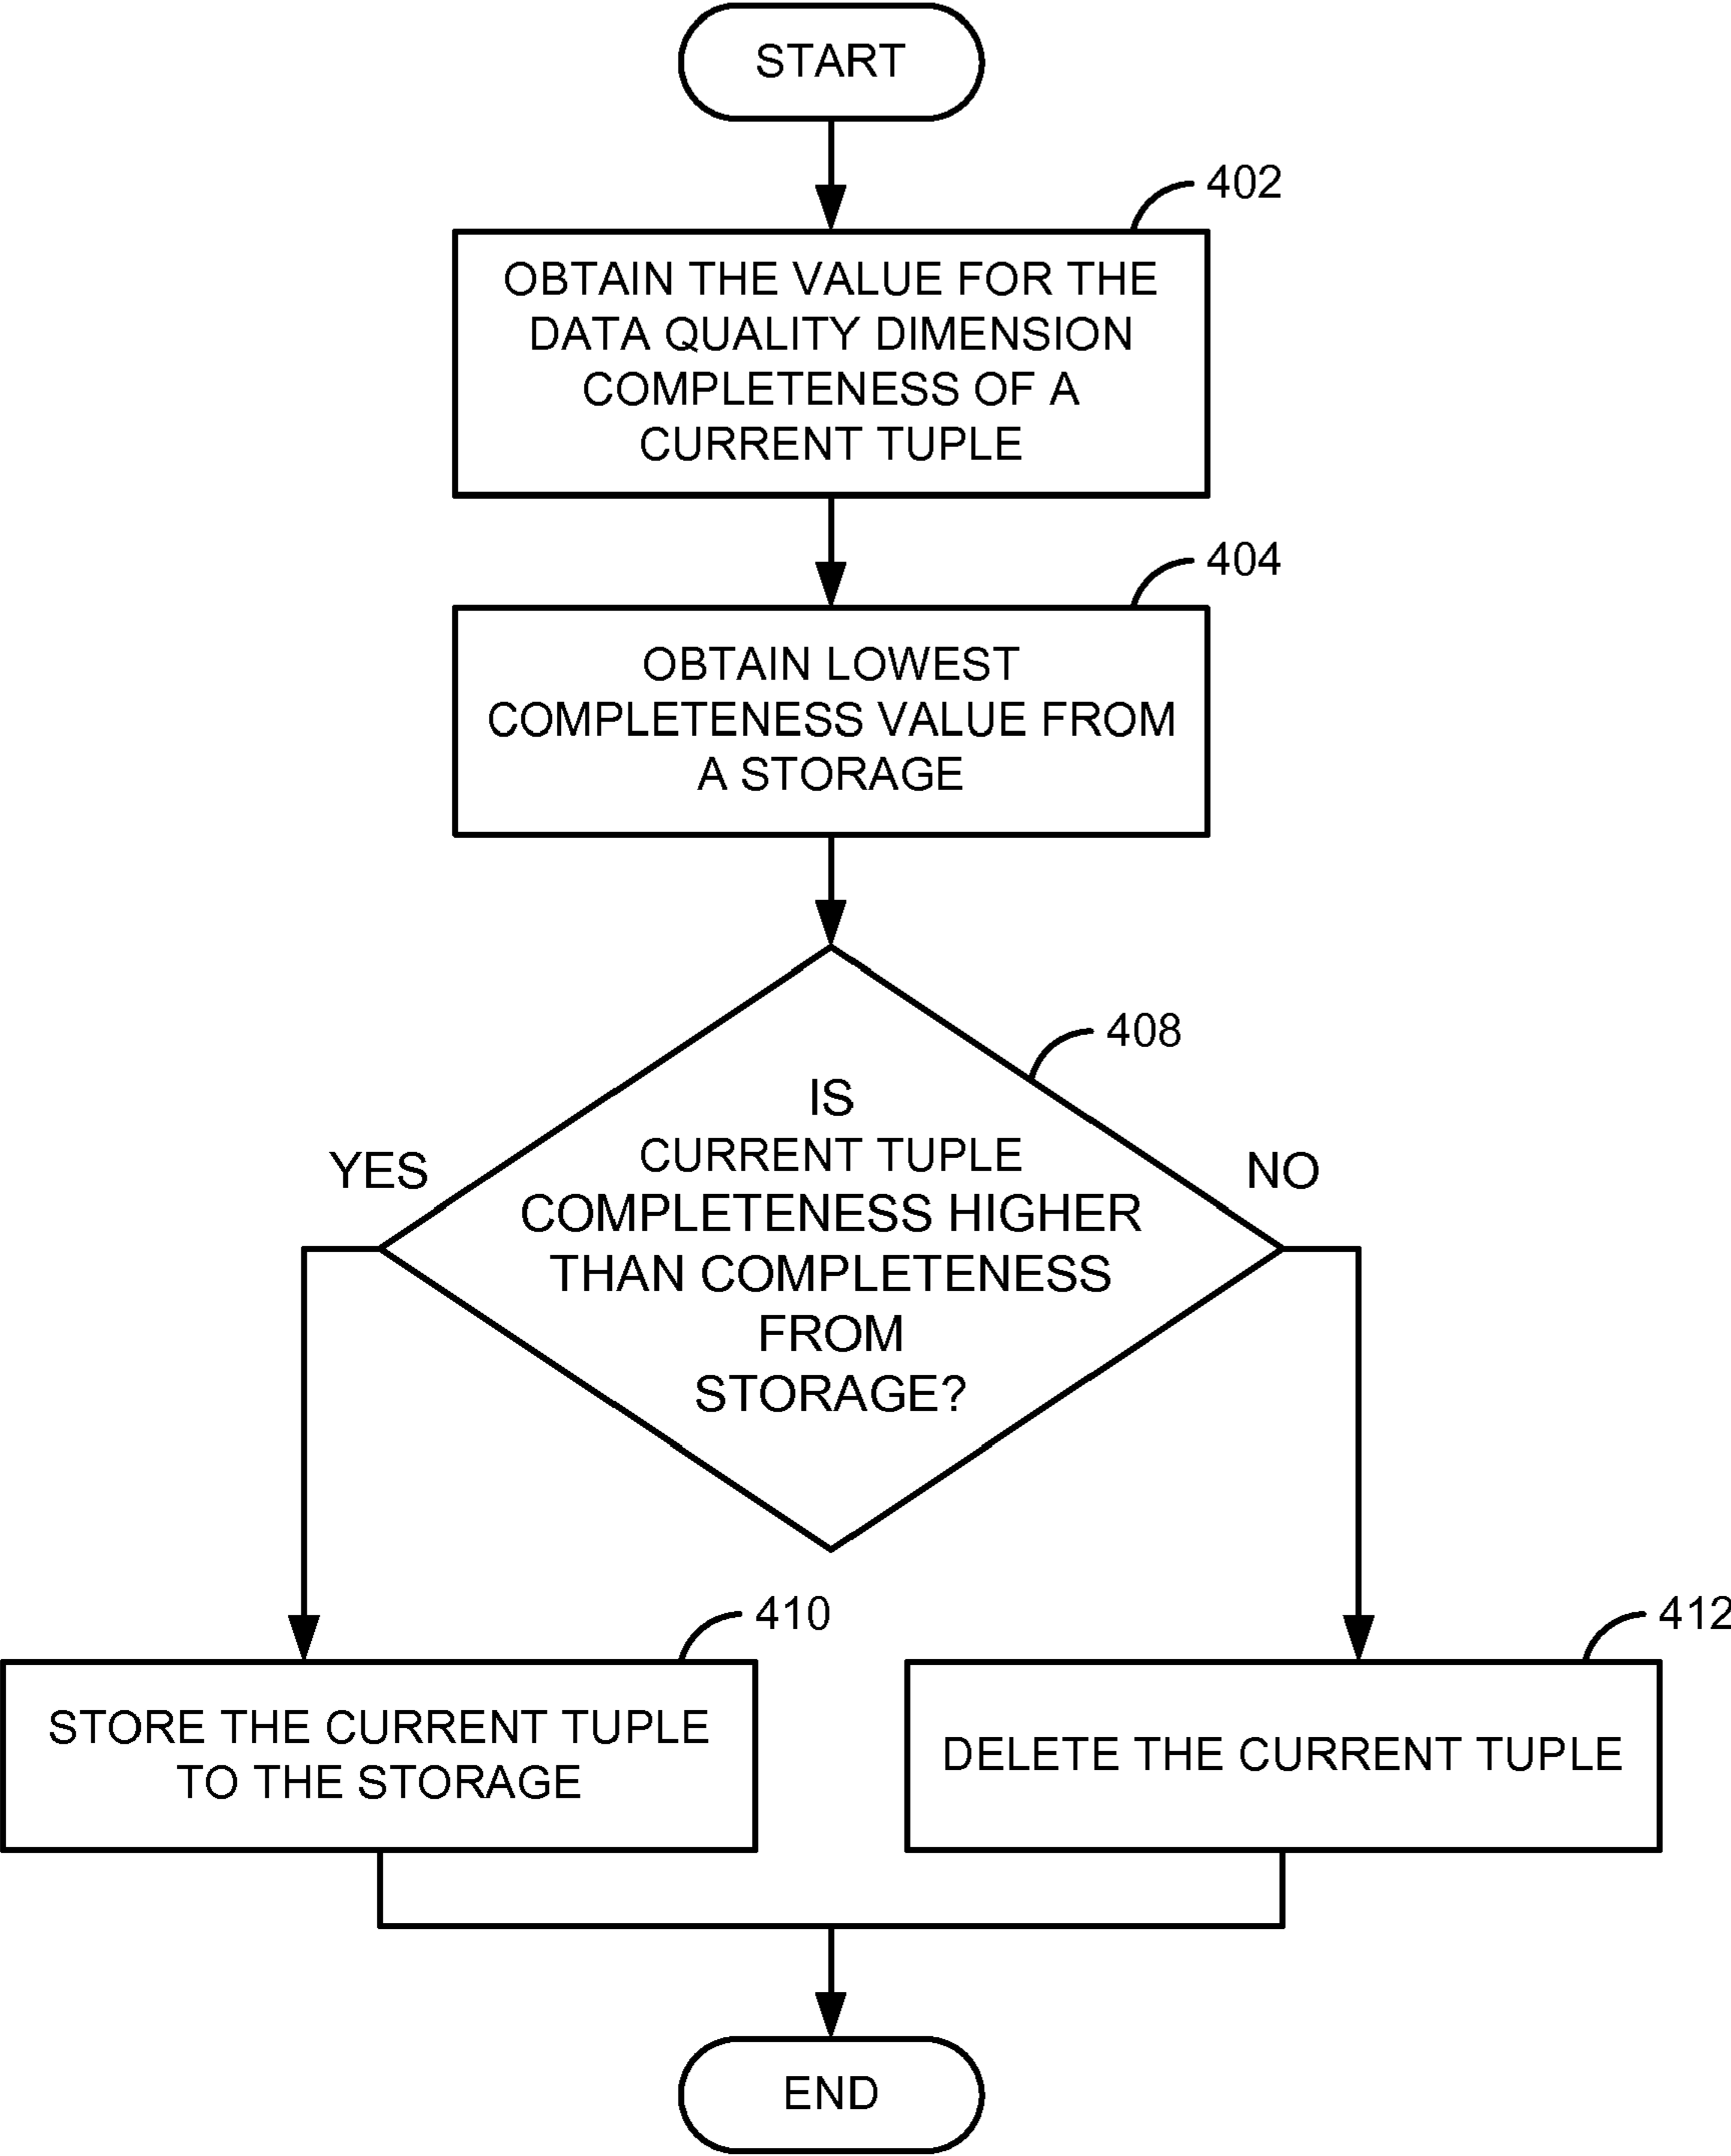 START
402
OBTAIN THE VALUE FOR THE
DATA QUALITY DIMENSION
COMPLETENESS OF A
CURRENT TUPLE
404
OBTAIN LOWEST
COMPLETENESS VALUE FROM
A STORAGE
408
IS
CURRENT TUPLE
COMPLETENESS HIGHER
THAN COMPLETENESS
FROM
STORAGE?
YES
NO
410
STORE THE CURRENT TUPLE
TO THE STORAGE
412
DELETE THE CURRENT TUPLE
END